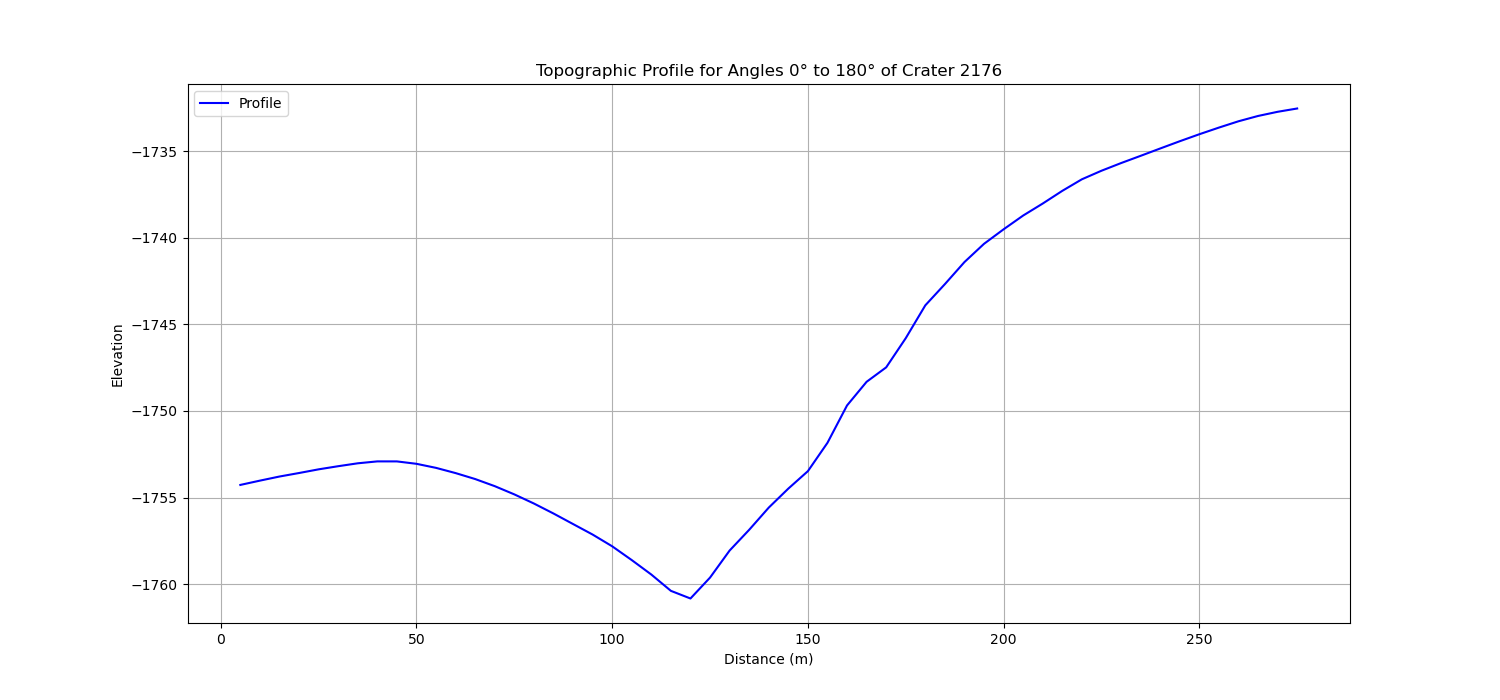 Topographic Profile for Angles 0° to 180° of Crater 2176
Profile
−1735
−1740
−1745
−1750
−1755
−1760
Elevation
0 50 100 150 200 250
Distance (m)